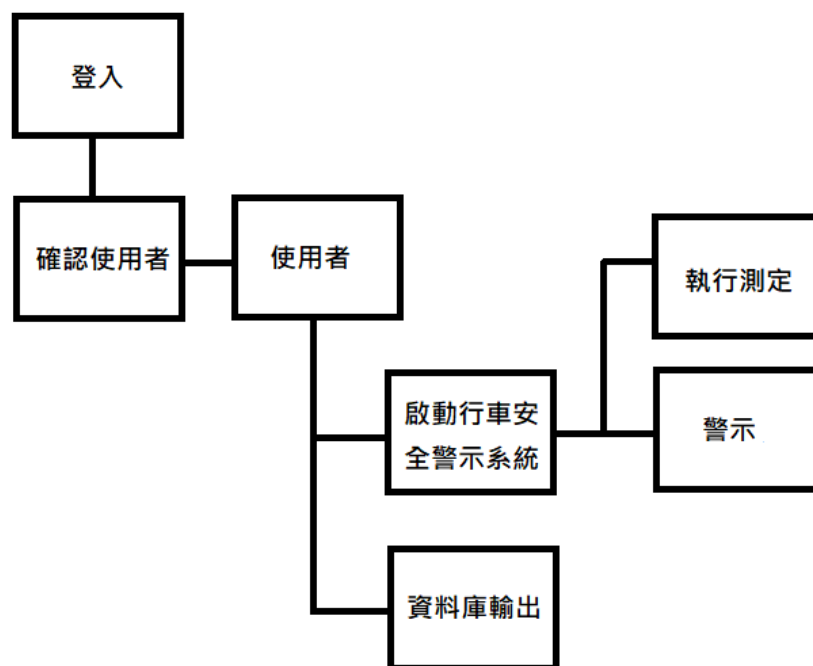 登入
確認使用者
使用者
執行測定
啟動行車安
全警示系統
警示
資料庫輸出